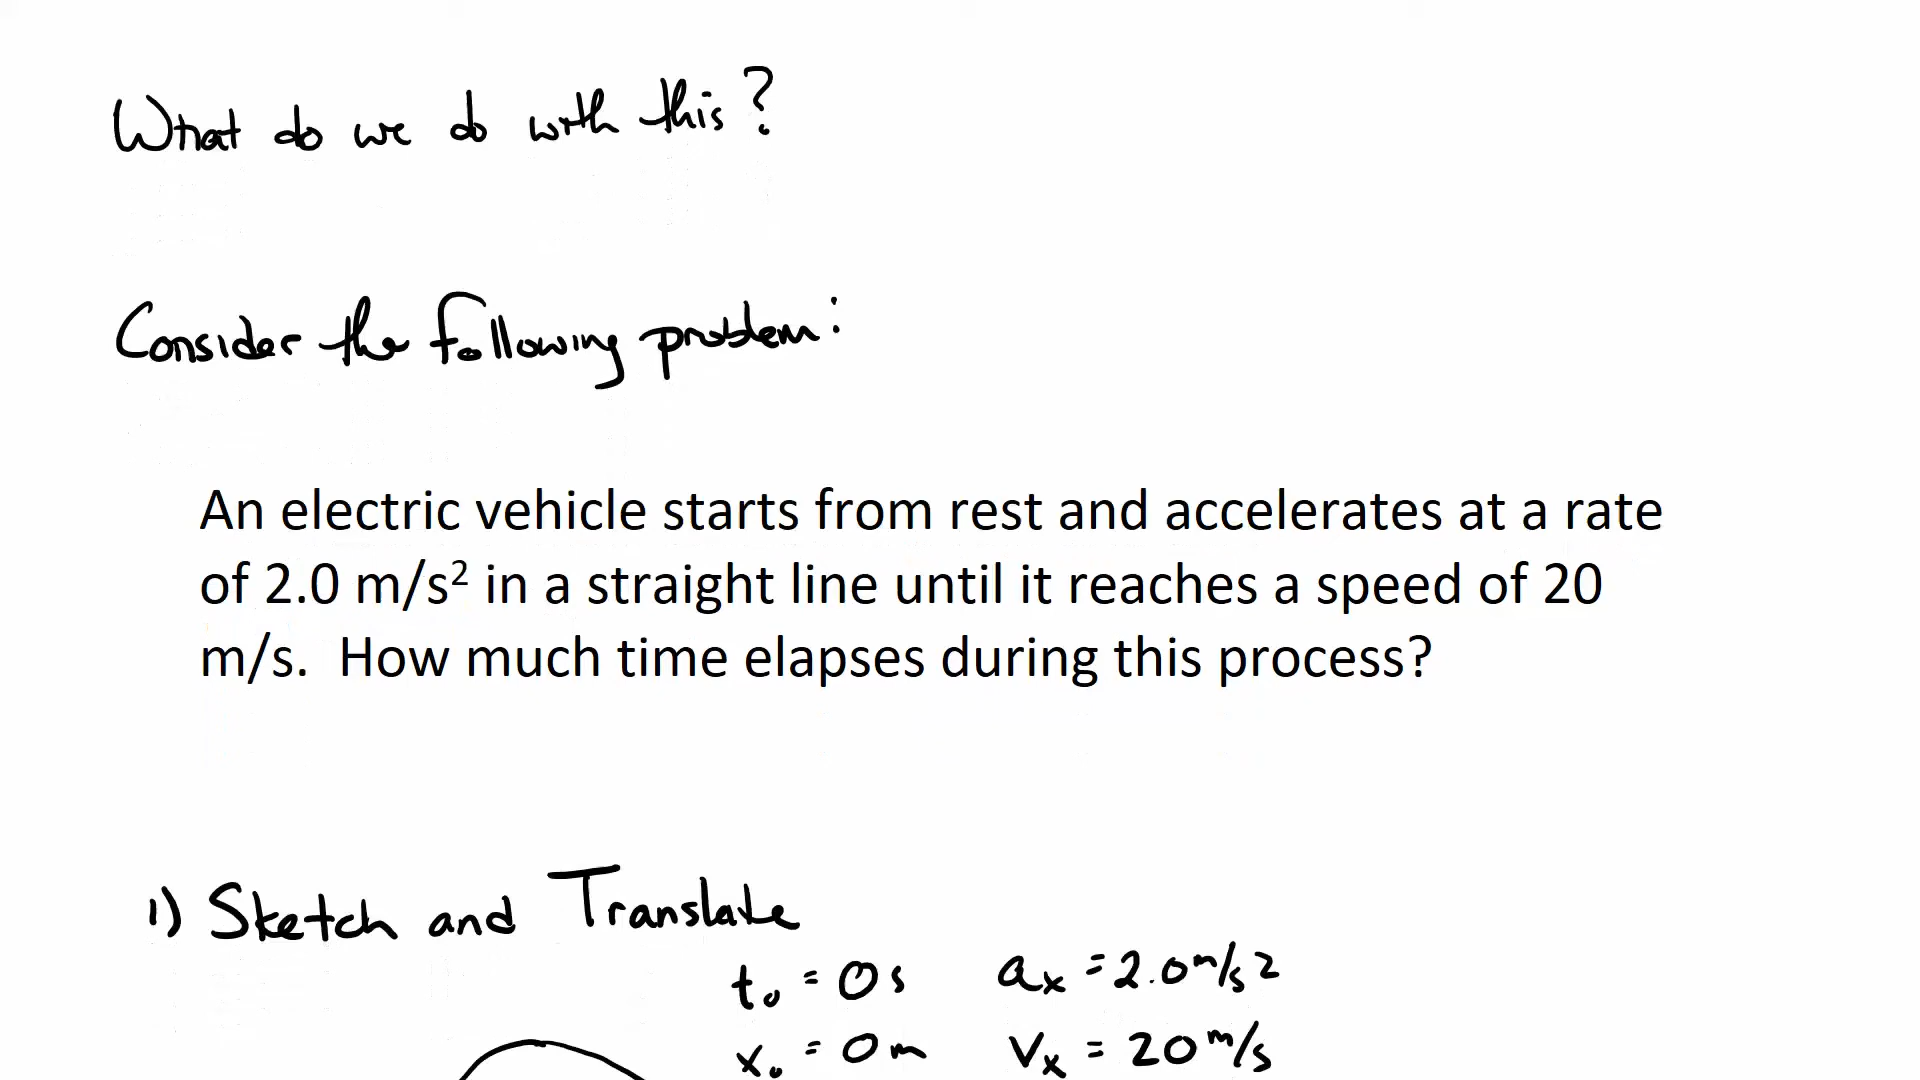 What do we do with this?
Consider the following problem:
An electric vehicle starts from rest and accelerates at a rate
of 2.0 m/s² in a straight line until it reaches a speed of 20
m/s.  How much time elapses during this process?
1) Sketch and Translate
t₀ = 0 s    aₓ = 2.0 m/s²
x₀ = 0 m    vₓ = 20 m/s